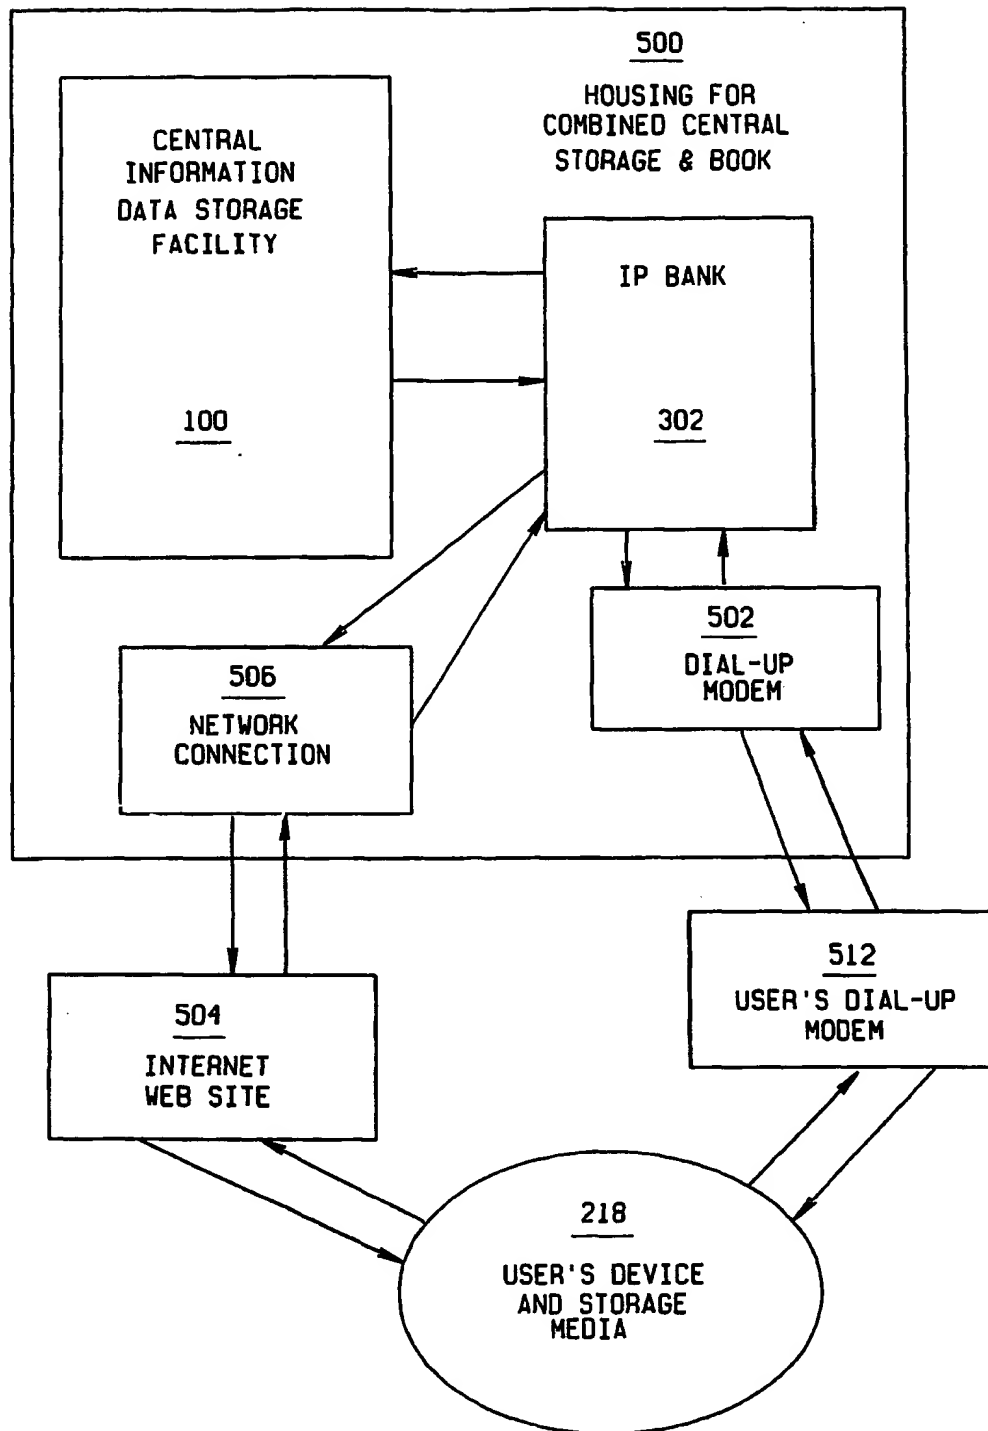 500
HOUSING FOR
COMBINED CENTRAL
STORAGE & BOOK
CENTRAL
INFORMATION
DATA STORAGE
FACILITY
100
IP BANK
302
506
NETWORK
CONNECTION
502
DIAL-UP
MODEM
504
INTERNET
WEB SITE
512
USER'S DIAL-UP
MODEM
218
USER'S DEVICE
AND STORAGE
MEDIA